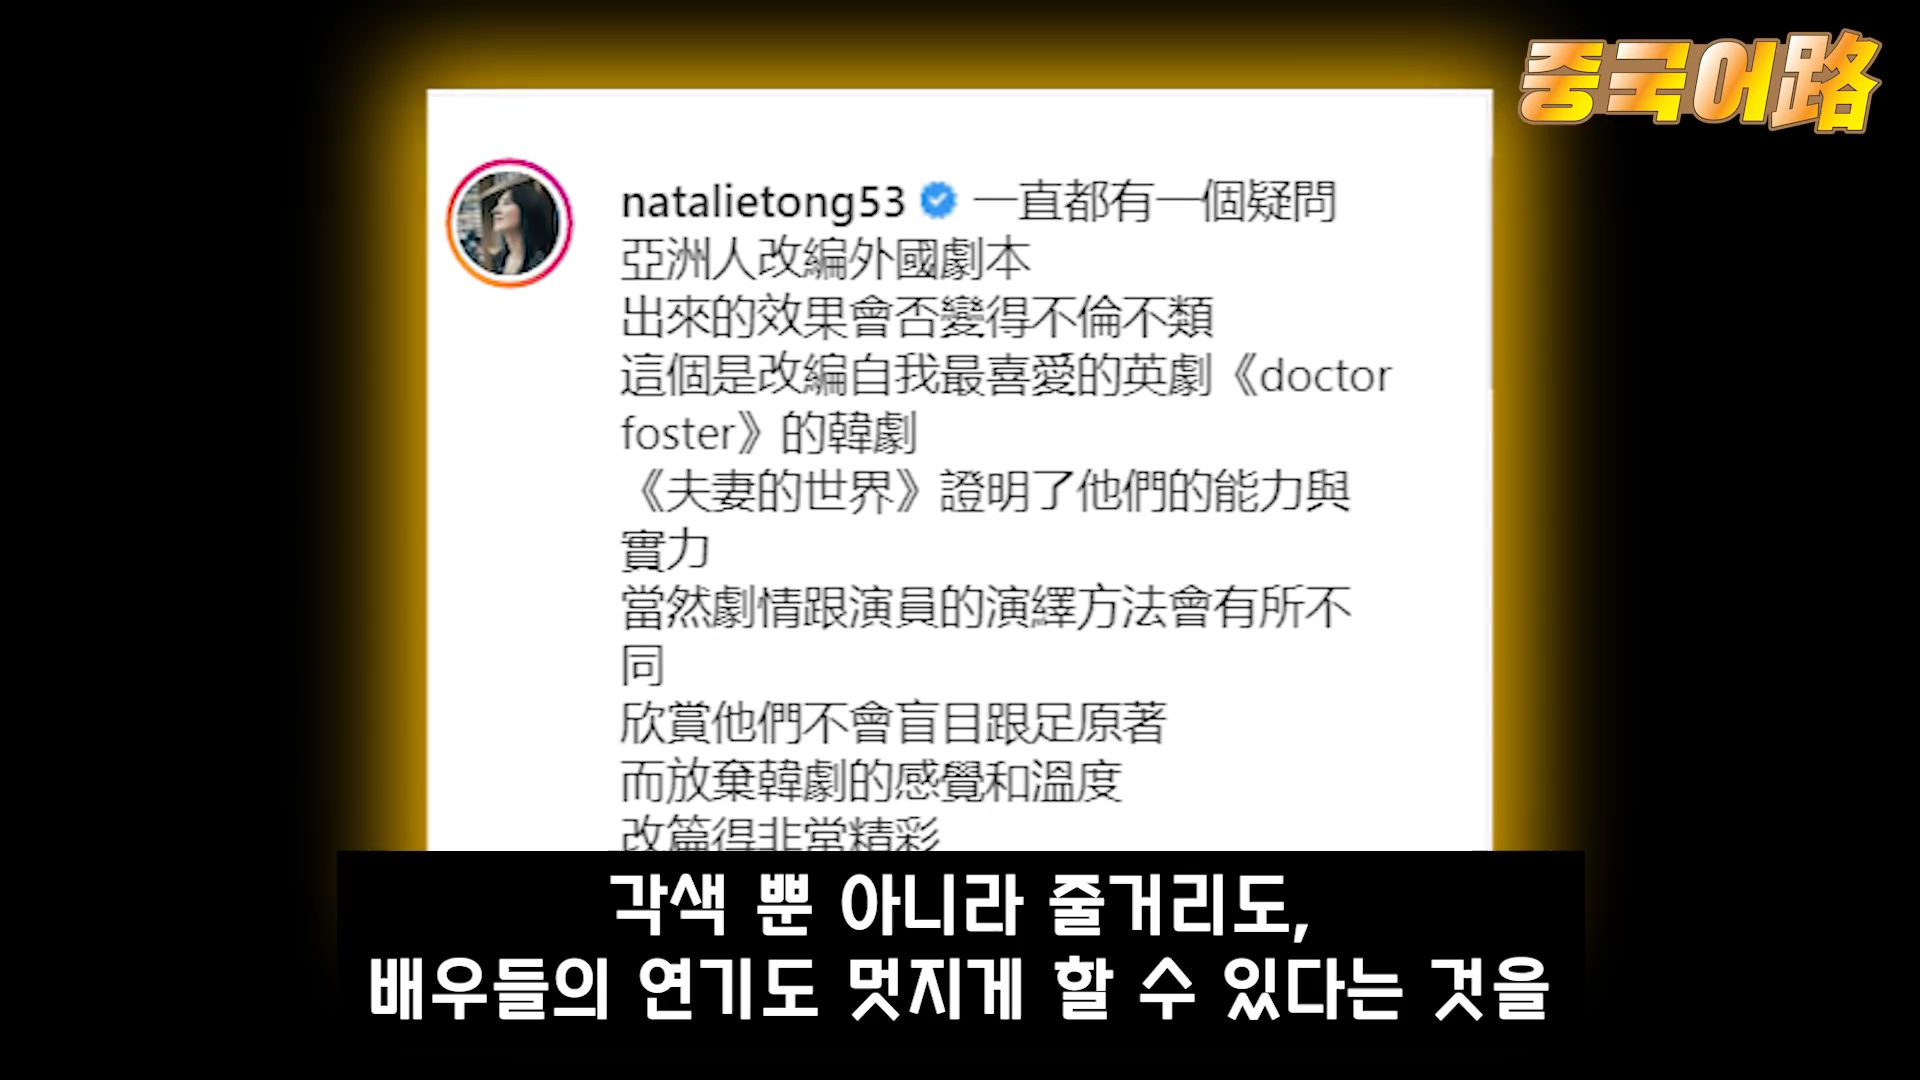 중국어路
natalietong53 一直都有一個疑問
亞洲人改編外國劇本
出來的效果會否變得不倫不類
這個是改編自我最喜愛的英劇《doctor
foster》的韓劇
《夫妻的世界》證明了他們的能力與
實力
當然劇情跟演員的演繹方法會有所不
同
欣賞他們不會盲目跟足原著
而放棄韓劇的感覺和溫度
改篇得非常精彩
각색 뿐 아니라 줄거리도,
배우들의 연기도 멋지게 할 수 있다는 것을